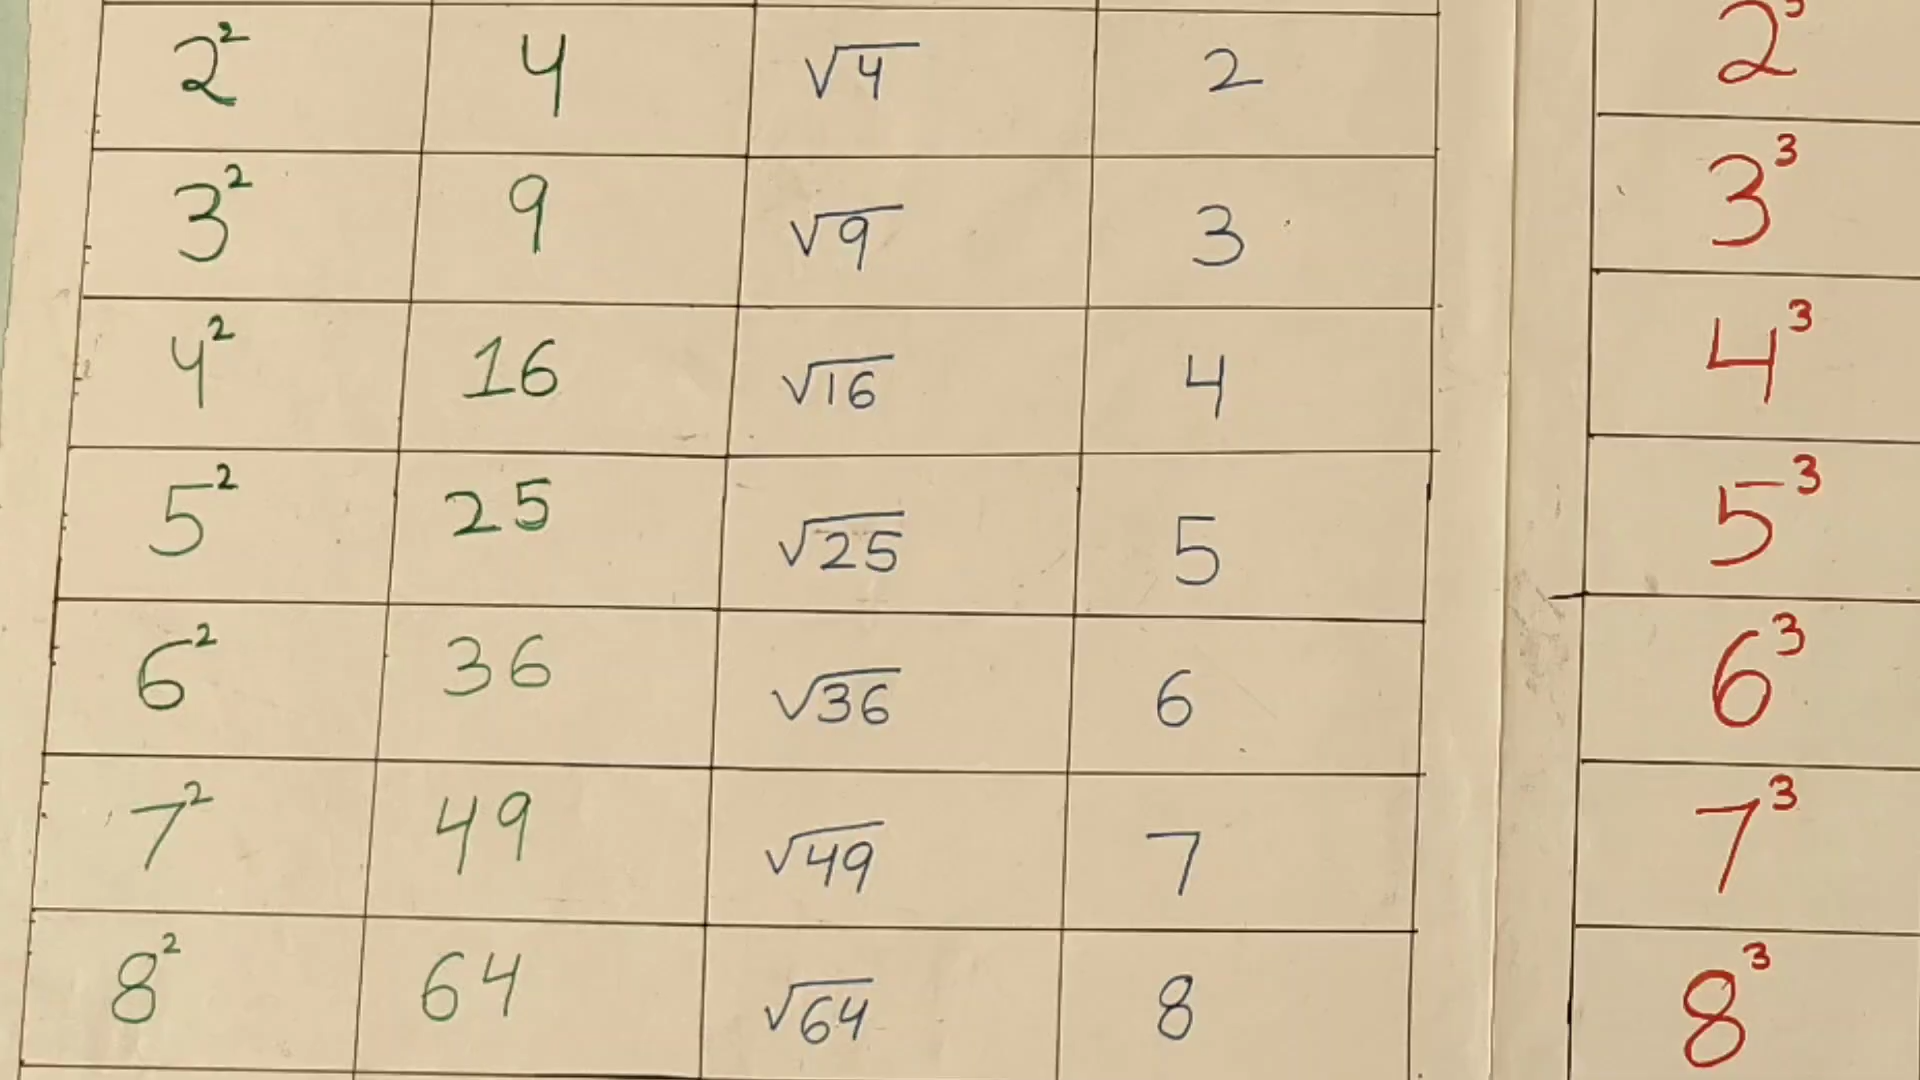 2² 4 √4 2
3² 9 √9 3
4² 16 √16 4
5² 25 √25 5
6² 36 √36 6
7² 49 √49 7
8² 64 √64 8
2³
3³
4³
5³
6³
7³
8³